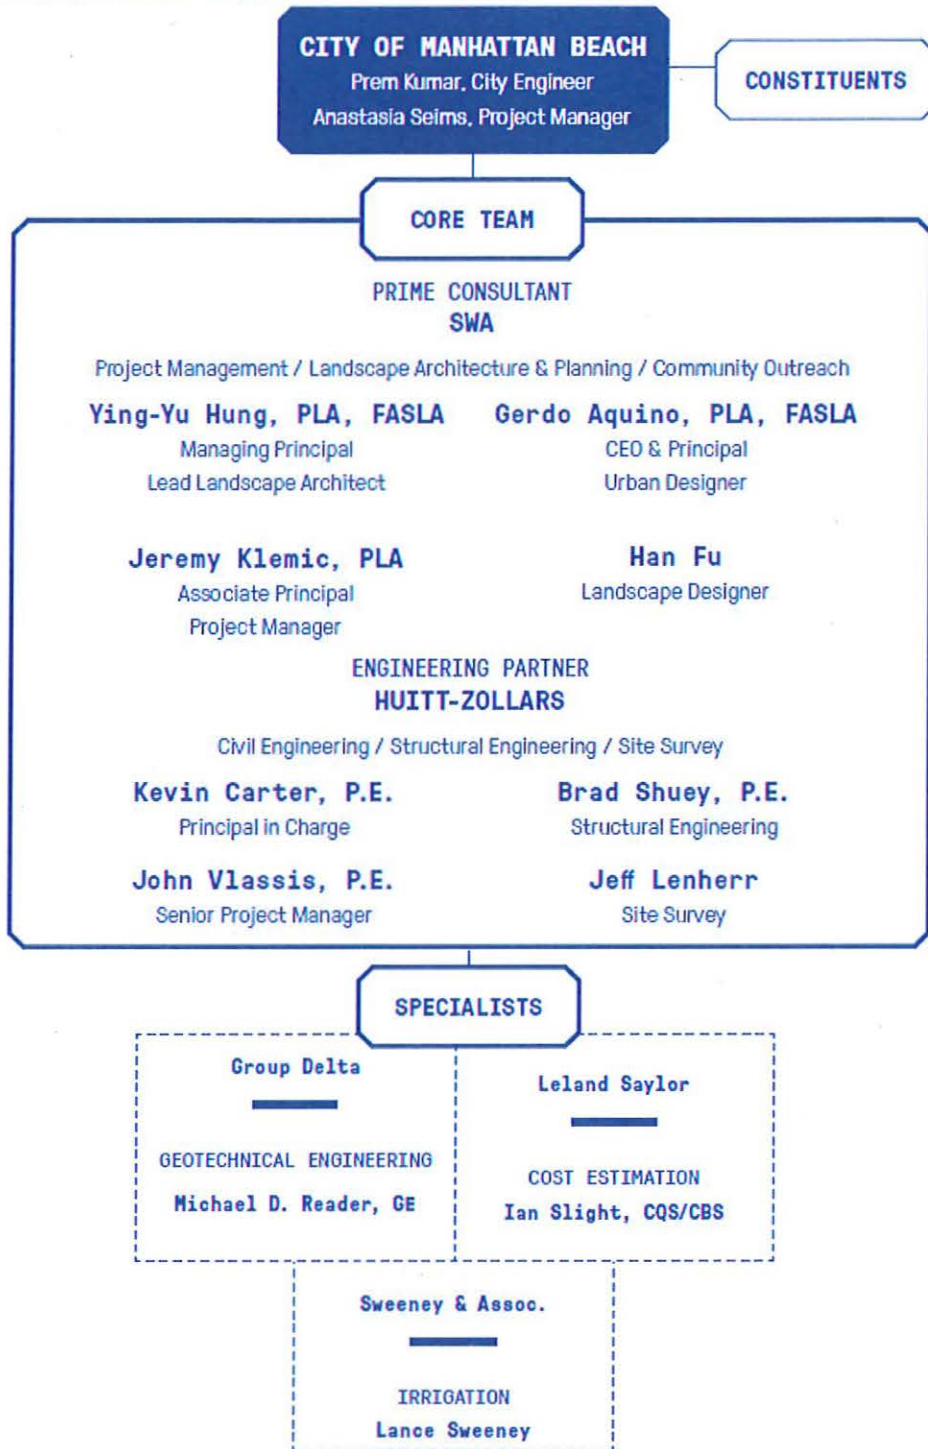 CITY OF MANHATTAN BEACH
Prem Kumar, City Engineer
Anastasia Seims, Project Manager
CONSTITUENTS
CORE TEAM
PRIME CONSULTANT
SWA
Project Management / Landscape Architecture & Planning / Community Outreach
Ying-Yu Hung, PLA, FASLA
Managing Principal
Lead Landscape Architect
Gerdo Aquino, PLA, FASLA
CEO & Principal
Urban Designer
Jeremy Klemic, PLA
Associate Principal
Project Manager
Han Fu
Landscape Designer
ENGINEERING PARTNER
HUITT-ZOLLARS
Civil Engineering / Structural Engineering / Site Survey
Kevin Carter, P.E.
Principal in Charge
Brad Shuey, P.E.
Structural Engineering
John Vlassis, P.E.
Senior Project Manager
Jeff Lenherr
Site Survey
SPECIALISTS
Group Delta
GEOTECHNICAL ENGINEERING
Michael D. Reader, GE
Leland Saylor
COST ESTIMATION
Ian Slight, CQS/CBS
Sweeney & Assoc.
IRRIGATION
Lance Sweeney